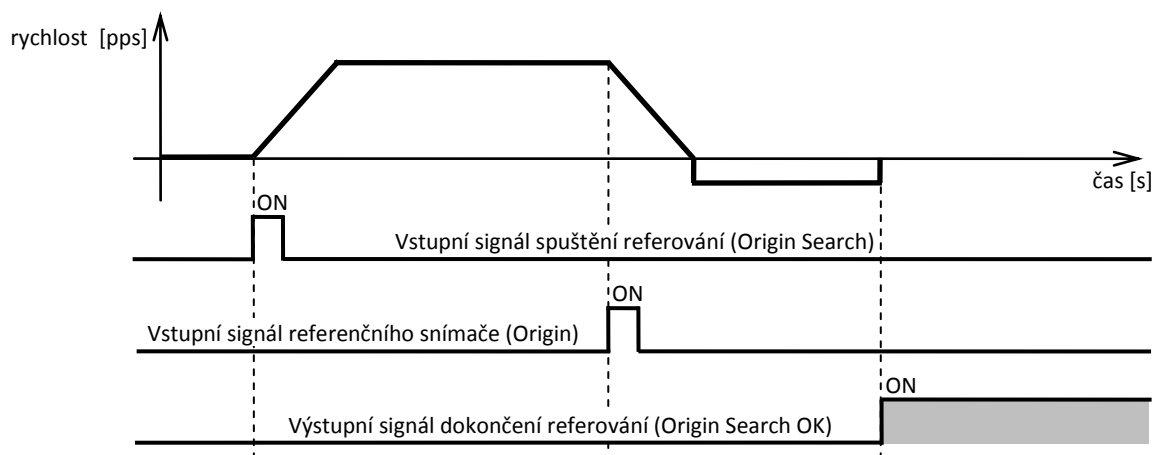 rychlost [pps]
čas [s]
ON
Vstupní signál spuštění referování (Origin Search)
ON
Vstupní signál referenčního snímače (Origin)
ON
Výstupní signál dokončení referování (Origin Search OK)